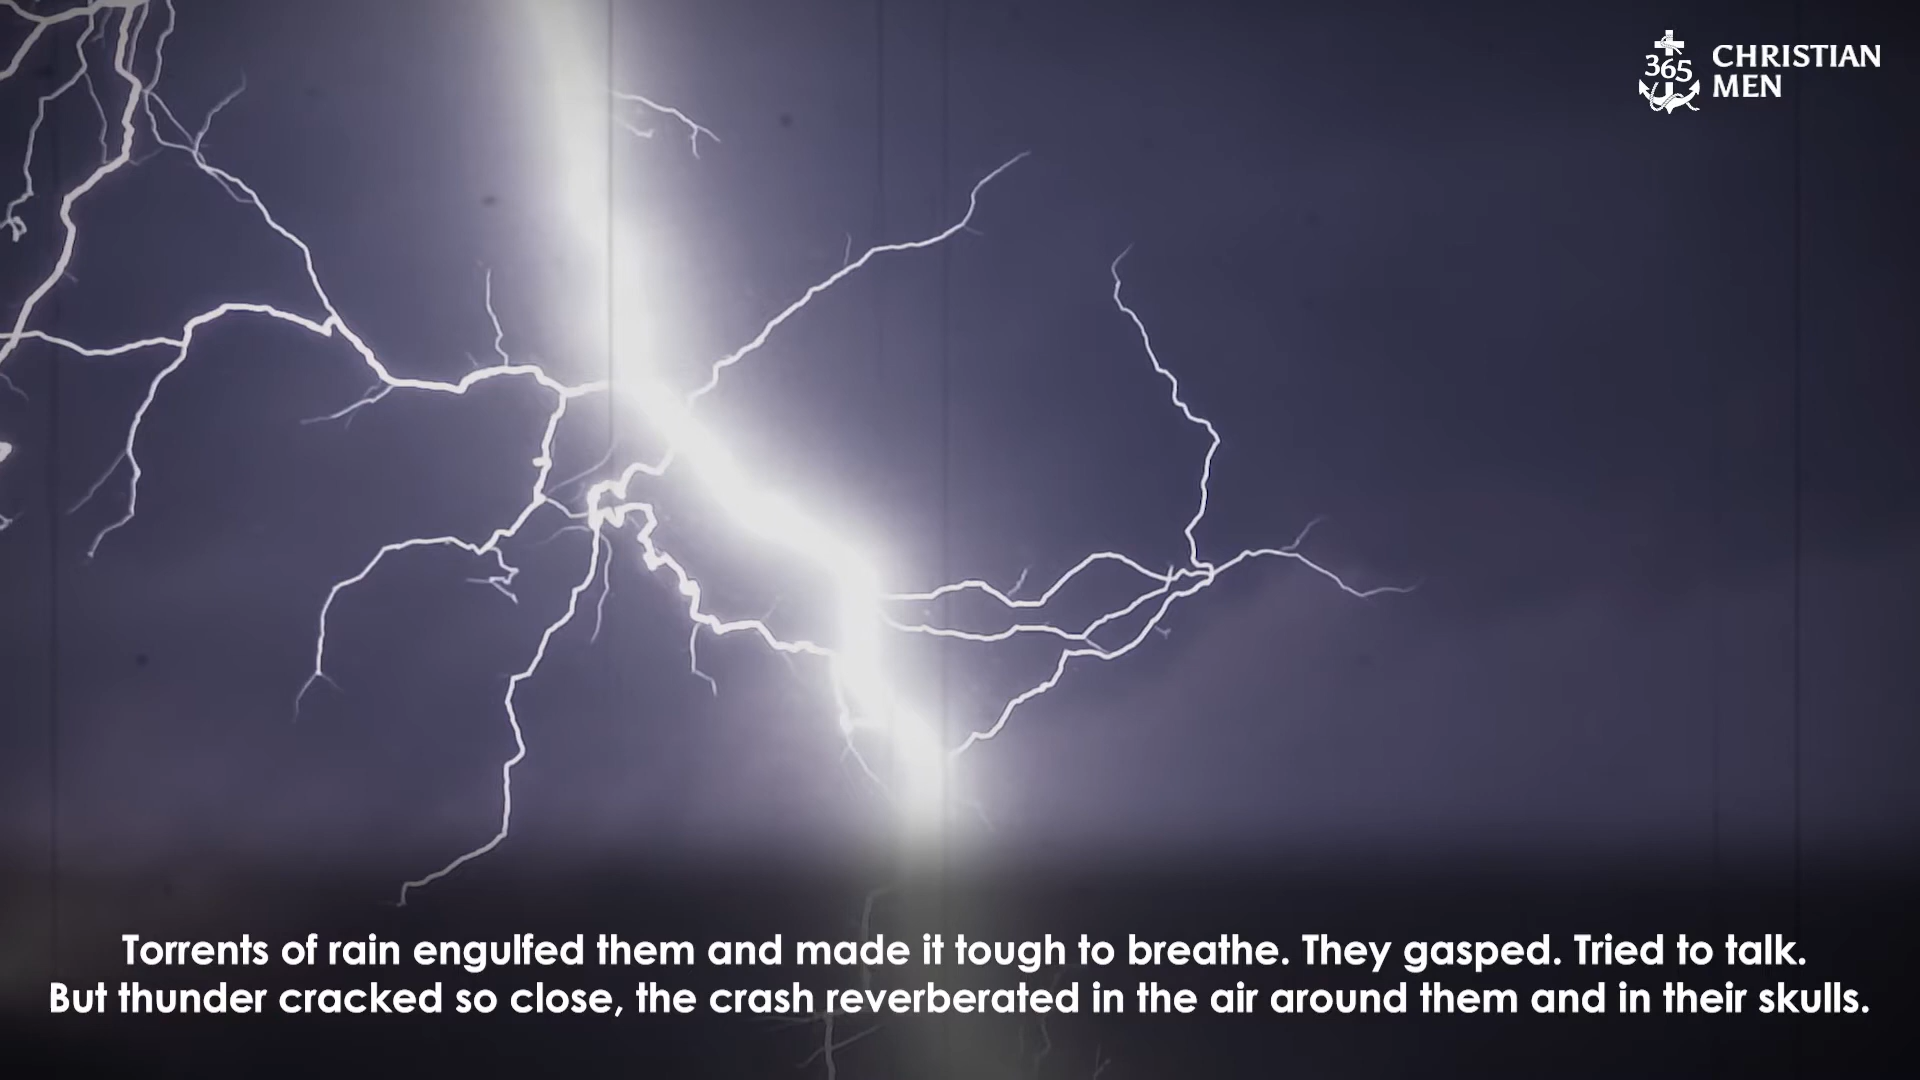 365
CHRISTIAN
MEN
Torrents of rain engulfed them and made it tough to breathe. They gasped. Tried to talk.
But thunder cracked so close, the crash reverberated in the air around them and in their skulls.